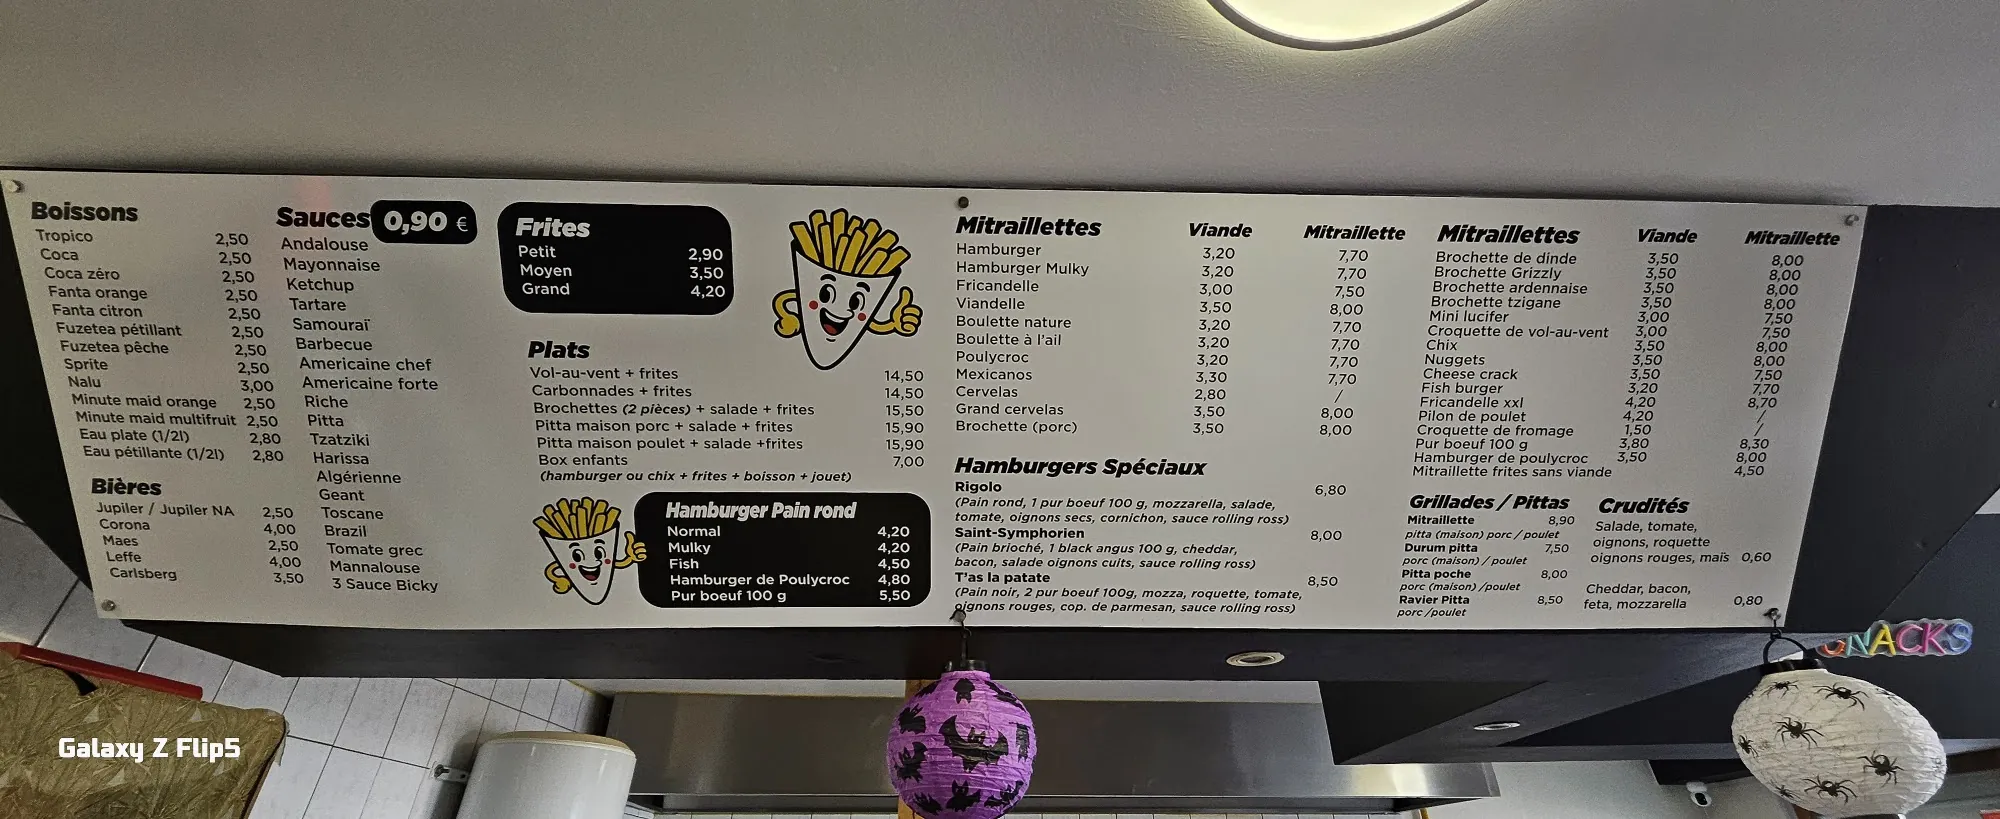 Boissons
Tropico 2,50
Coca 2,50
Coca zéro 2,50
Fanta orange 2,50
Fanta citron 2,50
Fuzetea pétillant 2,50
Fuzetea pêche 2,50
Sprite 2,50
Nalu 3,00
Minute maid orange 2,50
Minute maid multifruit 2,50
Eau plate (1/2l) 2,80
Eau pétillante (1/2l) 2,80
Bières
Jupiler / Jupiler NA 2,50
Corona 4,00
Maes 2,50
Leffe 4,00
Carlsberg 3,50
Sauces 0,90 €
Andalouse
Mayonnaise
Ketchup
Tartare
Samouraï
Barbecue
Americaine chef
Americaine forte
Riche
Pitta
Tzatziki
Harissa
Algérienne
Geant
Toscane
Brazil
Tomate grec
Mannalouse
3 Sauce Bicky
Frites
Petit 2,90
Moyen 3,50
Grand 4,20
Plats
Vol-au-vent + frites 14,50
Carbonnades + frites 14,50
Brochettes (2 pièces) + salade + frites 15,50
Pitta maison porc + salade + frites 15,90
Pitta maison poulet + salade +frites 15,90
Box enfants 7,00
(hamburger ou chix + frites + boisson + jouet)
Hamburger Pain rond
Normal 4,20
Mulky 4,20
Fish 4,50
Hamburger de Poulycroc 4,80
Pur boeuf 100 g 5,50
Mitraillettes Viande Mitraillette
Hamburger 3,20 7,70
Hamburger Mulky 3,20 7,70
Fricandelle 3,00 7,50
Viandelle 3,50 8,00
Boulette nature 3,20 7,70
Boulette à l'ail 3,20 7,70
Poulycroc 3,20 7,70
Mexicanos 3,30 7,70
Cervelas 2,80 /
Grand cervelas 3,50 8,00
Brochette (porc) 3,50 8,00
Hamburgers Spéciaux
Rigolo 6,80
(Pain rond, 1 pur boeuf 100 g, mozzarella, salade,
tomate, oignons secs, cornichon, sauce rolling ross)
Saint-Symphorien 8,00
(Pain brioché, 1 black angus 100 g, cheddar,
bacon, salade oignons cuits, sauce rolling ross)
T'as la patate 8,50
(Pain noir, 2 pur boeuf 100g, mozza, roquette, tomate,
oignons rouges, cop. de parmesan, sauce rolling ross)
Mitraillettes Viande Mitraillette
Brochette de dinde 3,50 8,00
Brochette Grizzly 3,50 8,00
Brochette ardennaise 3,50 8,00
Brochette tzigane 3,50 8,00
Mini lucifer 3,00 7,50
Croquette de vol-au-vent 3,00 7,50
Chix 3,50 8,00
Nuggets 3,50 8,00
Cheese crack 3,50 7,50
Fish burger 3,20 7,70
Fricandelle xxl 4,20 8,70
Pilon de poulet 4,20 /
Croquette de fromage 1,50 /
Pur boeuf 100 g 3,80 8,30
Hamburger de poulycroc 3,50 8,00
Mitraillette frites sans viande 4,50
Grillades / Pittas
Mitraillette 8,90
pitta (maison) porc / poulet
Durum pitta 7,50
porc (maison) / poulet
Pitta poche 8,00
porc (maison) /poulet
Ravier Pitta 8,50
porc /poulet
Crudités
Salade, tomate,
oignons, roquette
oignons rouges, maïs 0,60
Cheddar, bacon,
feta, mozzarella 0,80
SNACKS
Galaxy Z Flip5